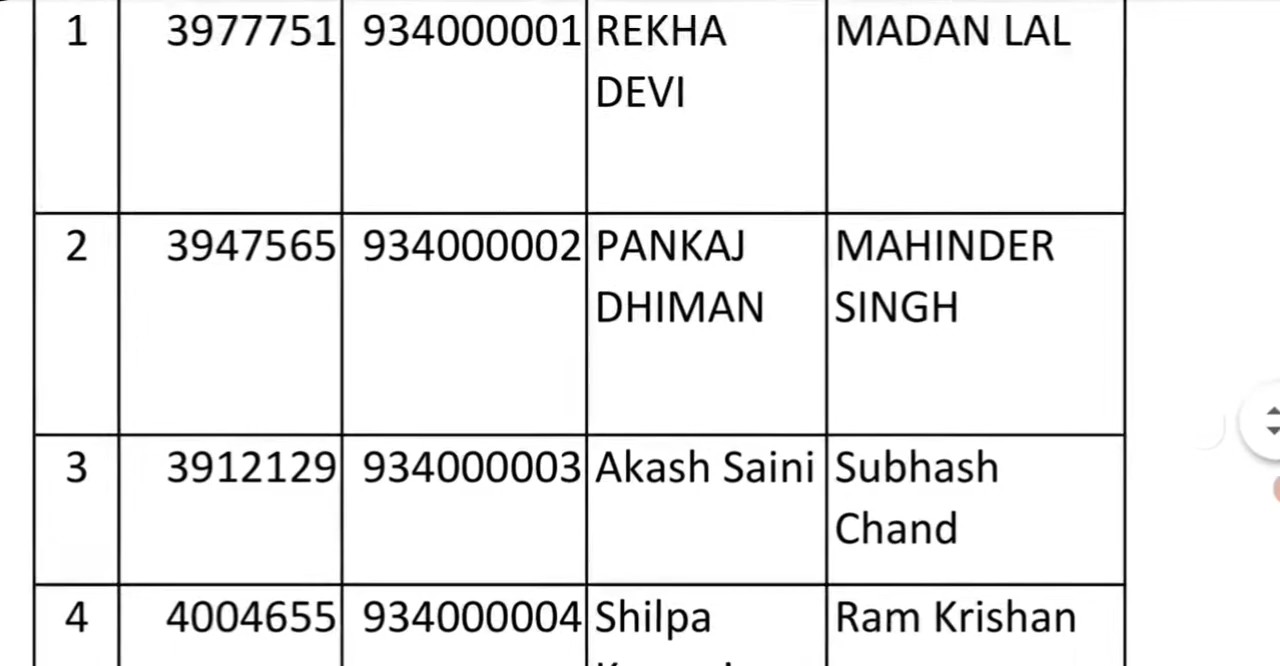 1 3977751 934000001 REKHA MADAN LAL
DEVI
2 3947565 934000002 PANKAJ MAHINDER
DHIMAN SINGH
3 3912129 934000003 Akash Saini Subhash
Chand
4 4004655 934000004 Shilpa Ram Krishan